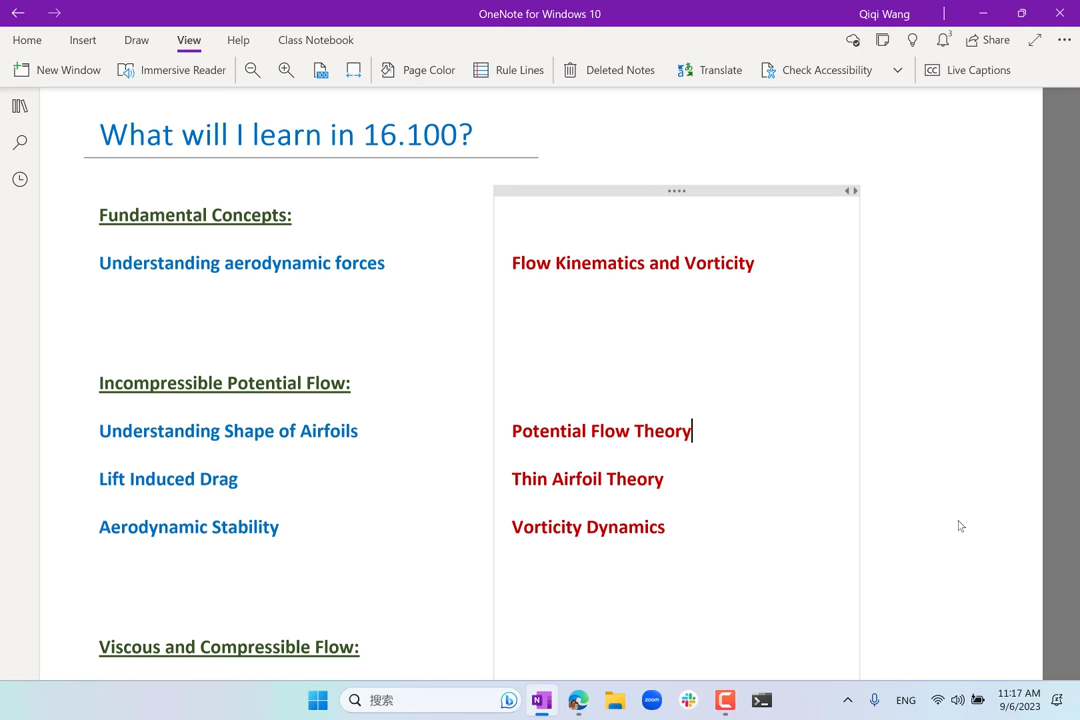 OneNote for Windows 10
Qiqi Wang
Home Insert Draw View Help Class Notebook
3
Share
New Window Immersive Reader Page Color Rule Lines Deleted Notes Translate Check Accessibility CC Live Captions
What will I learn in 16.100?
Fundamental Concepts:
Understanding aerodynamic forces
Flow Kinematics and Vorticity
Incompressible Potential Flow:
Understanding Shape of Airfoils
Potential Flow Theory
Lift Induced Drag
Thin Airfoil Theory
Aerodynamic Stability
Vorticity Dynamics
Viscous and Compressible Flow:
搜索
N
zoom
C
ENG
11:17 AM
9/6/2023